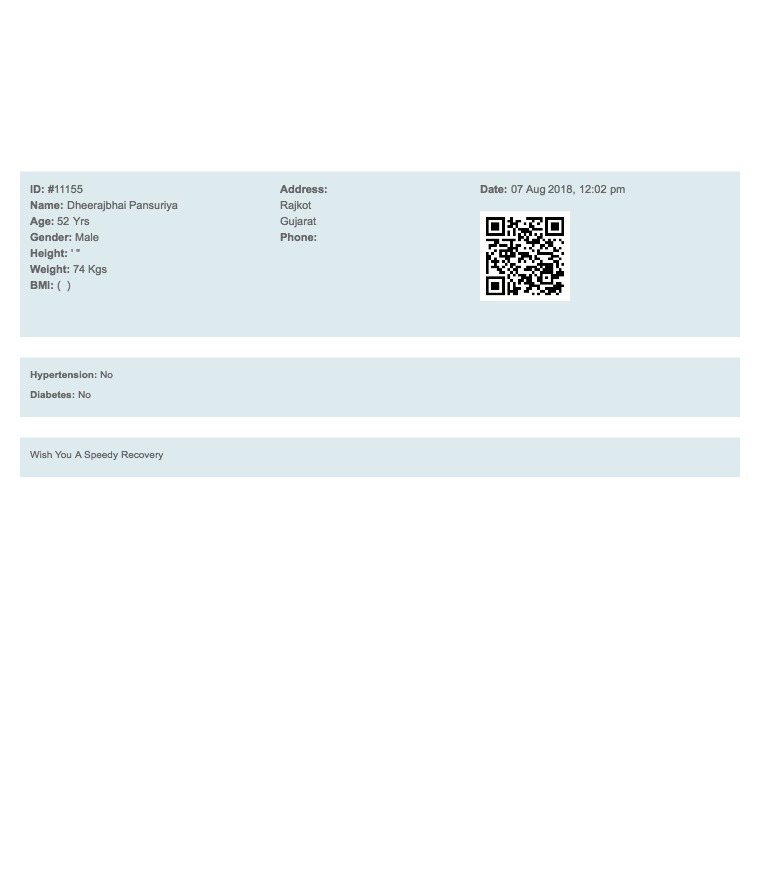 ID: #11155
Name: Dheerajbhai Pansuriya
Age: 52 Yrs
Gender: Male
Height: ' "
Weight: 74 Kgs
BMI: ( )
Address:
Rajkot
Gujarat
Phone:
Date: 07 Aug 2018, 12:02 pm
Hypertension: No
Diabetes: No
Wish You A Speedy Recovery